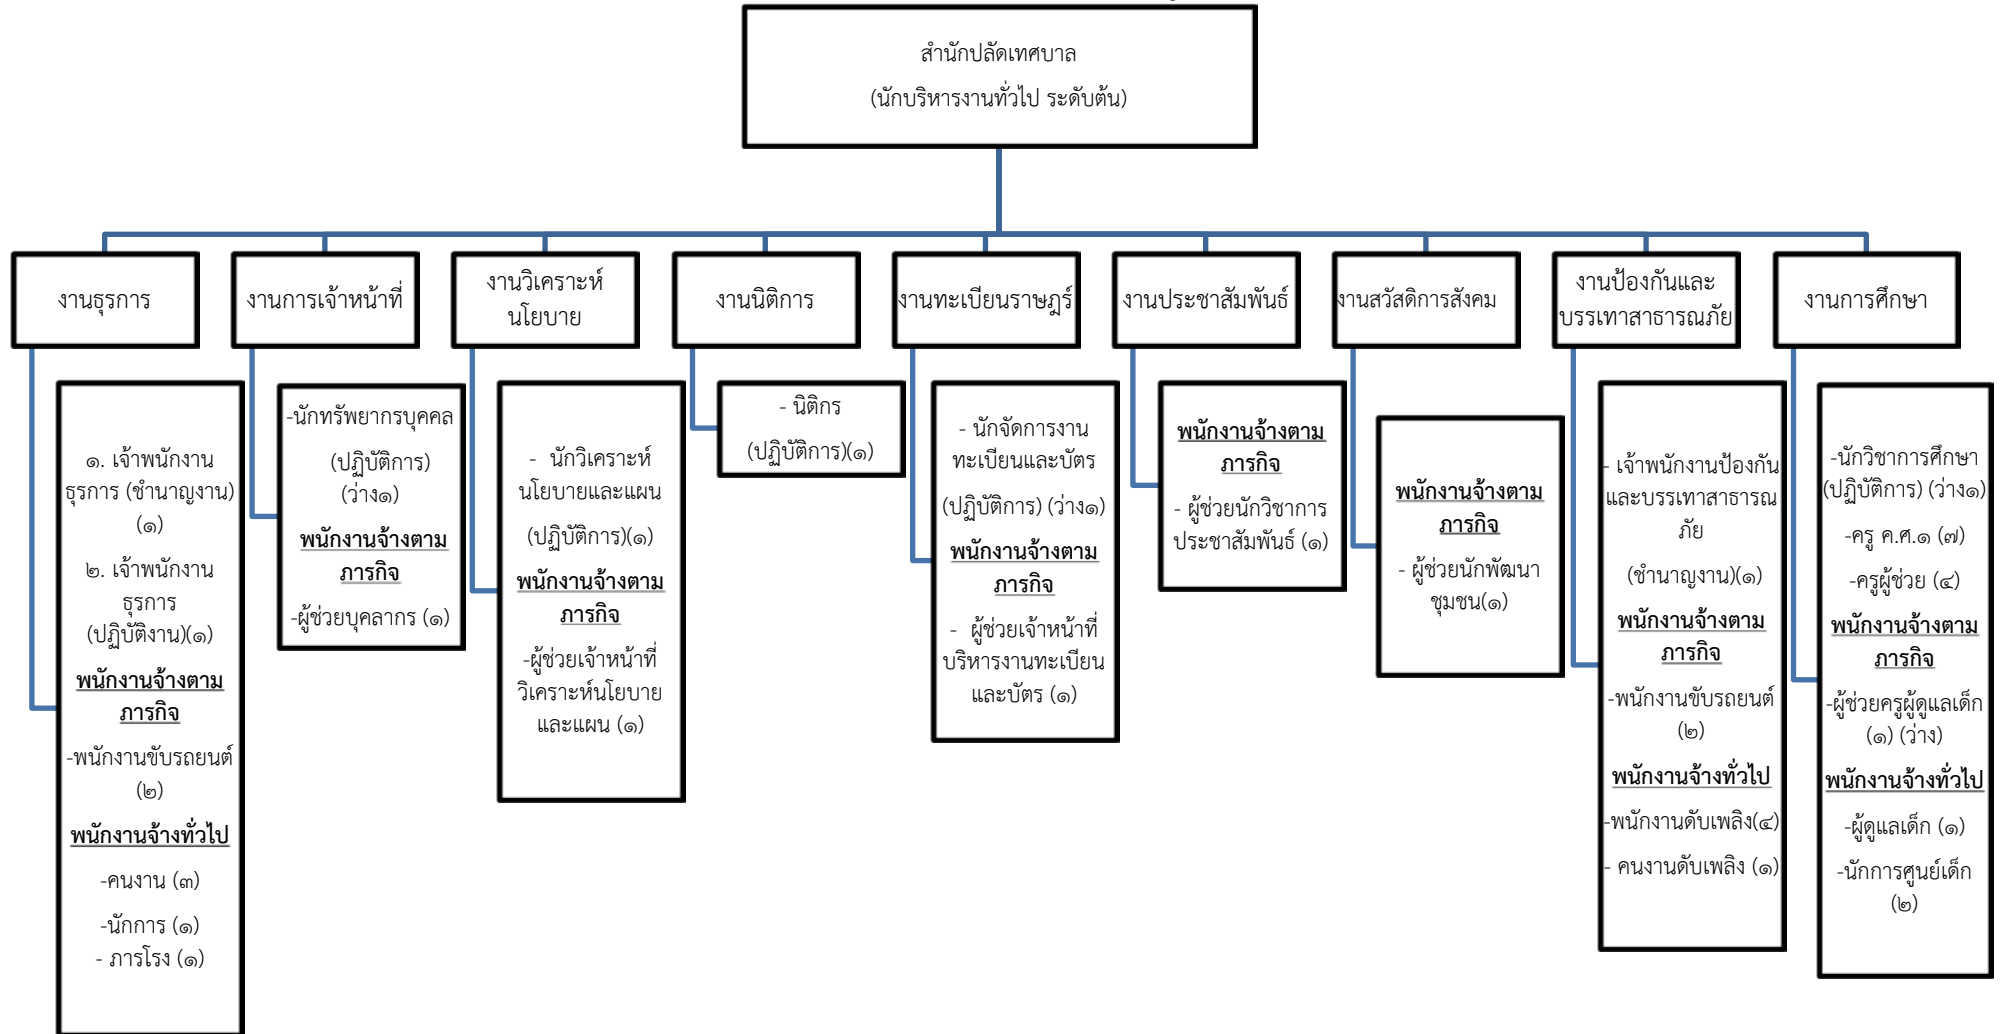 สำนักปลัดเทศบาล
(นักบริหารงานทั่วไป ระดับต้น)
งานธุรการ
งานการเจ้าหน้าที่
งานวิเคราะห์
นโยบาย
งานนิติการ
งานทะเบียนราษฎร์
งานประชาสัมพันธ์
งานสวัสดิการสังคม
งานป้องกันและ
บรรเทาสาธารณภัย
งานการศึกษา
๑. เจ้าพนักงาน
ธุรการ (ชำนาญงาน)
(๑)
๒. เจ้าพนักงาน
ธุรการ
(ปฏิบัติงาน)(๑)
พนักงานจ้างตาม
ภารกิจ
-พนักงานขับรถยนต์
(๒)
พนักงานจ้างทั่วไป
-คนงาน (๓)
-นักการ (๑)
- ภารโรง (๑)
-นักทรัพยากรบุคคล
(ปฏิบัติการ)
(ว่าง๑)
พนักงานจ้างตาม
ภารกิจ
-ผู้ช่วยบุคลากร (๑)
- นักวิเคราะห์
นโยบายและแผน
(ปฏิบัติการ)(๑)
พนักงานจ้างตาม
ภารกิจ
-ผู้ช่วยเจ้าหน้าที่
วิเคราะห์นโยบาย
และแผน (๑)
- นิติกร
(ปฏิบัติการ)(๑)
- นักจัดการงาน
ทะเบียนและบัตร
(ปฏิบัติการ) (ว่าง๑)
พนักงานจ้างตาม
ภารกิจ
- ผู้ช่วยเจ้าหน้าที่
บริหารงานทะเบียน
และบัตร (๑)
พนักงานจ้างตาม
ภารกิจ
- ผู้ช่วยนักวิชาการ
ประชาสัมพันธ์ (๑)
พนักงานจ้างตาม
ภารกิจ
- ผู้ช่วยนักพัฒนา
ชุมชน(๑)
- เจ้าพนักงานป้องกัน
และบรรเทาสาธารณ
ภัย
(ชำนาญงาน)(๑)
พนักงานจ้างตาม
ภารกิจ
-พนักงานขับรถยนต์
(๒)
พนักงานจ้างทั่วไป
-พนักงานดับเพลิง(๔)
- คนงานดับเพลิง (๑)
-นักวิชาการศึกษา
(ปฏิบัติการ) (ว่าง๑)
-ครู ค.ศ.๑ (๗)
-ครูผู้ช่วย (๔)
พนักงานจ้างตาม
ภารกิจ
-ผู้ช่วยครูผู้ดูแลเด็ก
(๑) (ว่าง)
พนักงานจ้างทั่วไป
-ผู้ดูแลเด็ก (๑)
-นักการศูนย์เด็ก
(๒)